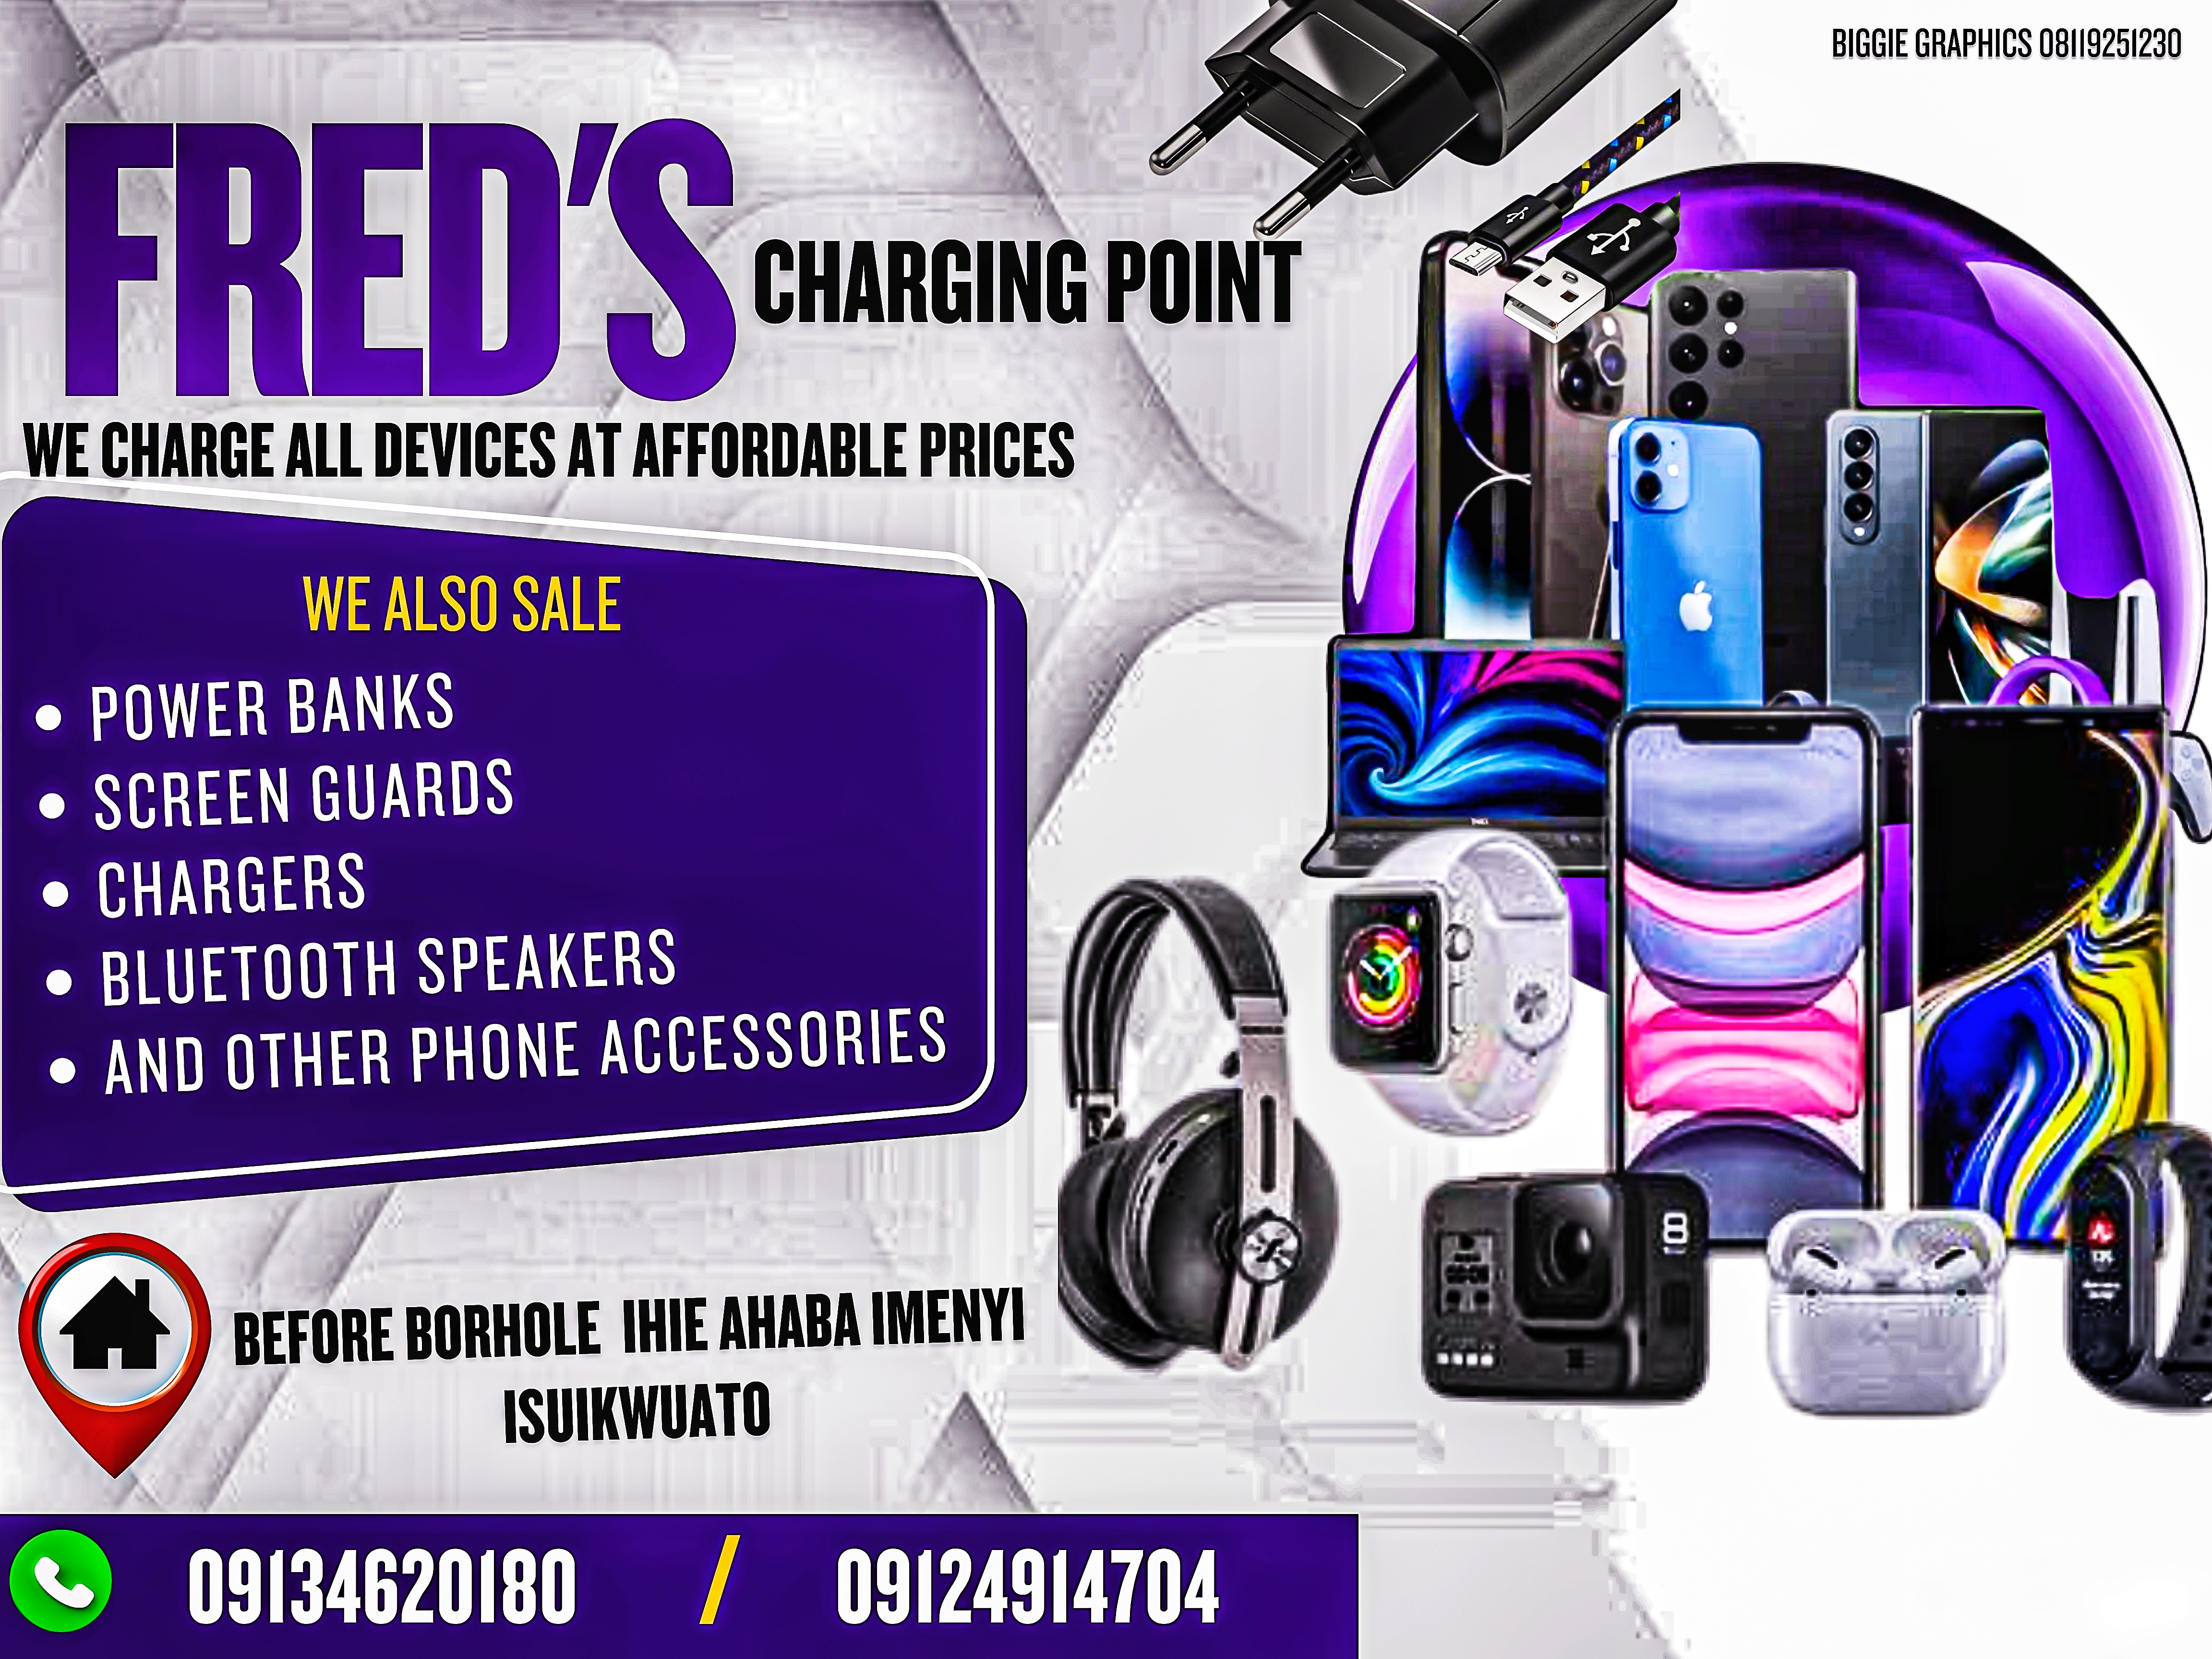 BIGGIE GRAPHICS 08119251230
FRED'S
CHARGING POINT
WE CHARGE ALL DEVICES AT AFFORDABLE PRICES
WE ALSO SALE
• POWER BANKS
• SCREEN GUARDS
• CHARGERS
• BLUETOOTH SPEAKERS
• AND OTHER PHONE ACCESSORIES
BEFORE BORHOLE IHIE AHABA IMENYI
ISUIKWUATO
09134620180 / 09124914704
8